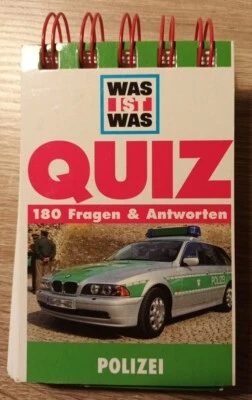 WAS
IST
WAS
QUIZ
180 Fragen & Antworten
POLIZEI
POLIZEI